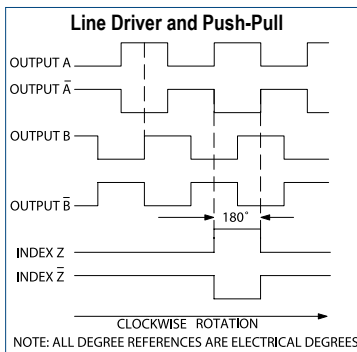 Line Driver and Push-Pull
OUTPUT A
OUTPUT A̅
OUTPUT B
OUTPUT B̅
180°
INDEX Z
INDEX Z̅
CLOCKWISE ROTATION
NOTE: ALL DEGREE REFERENCES ARE ELECTRICAL DEGREES